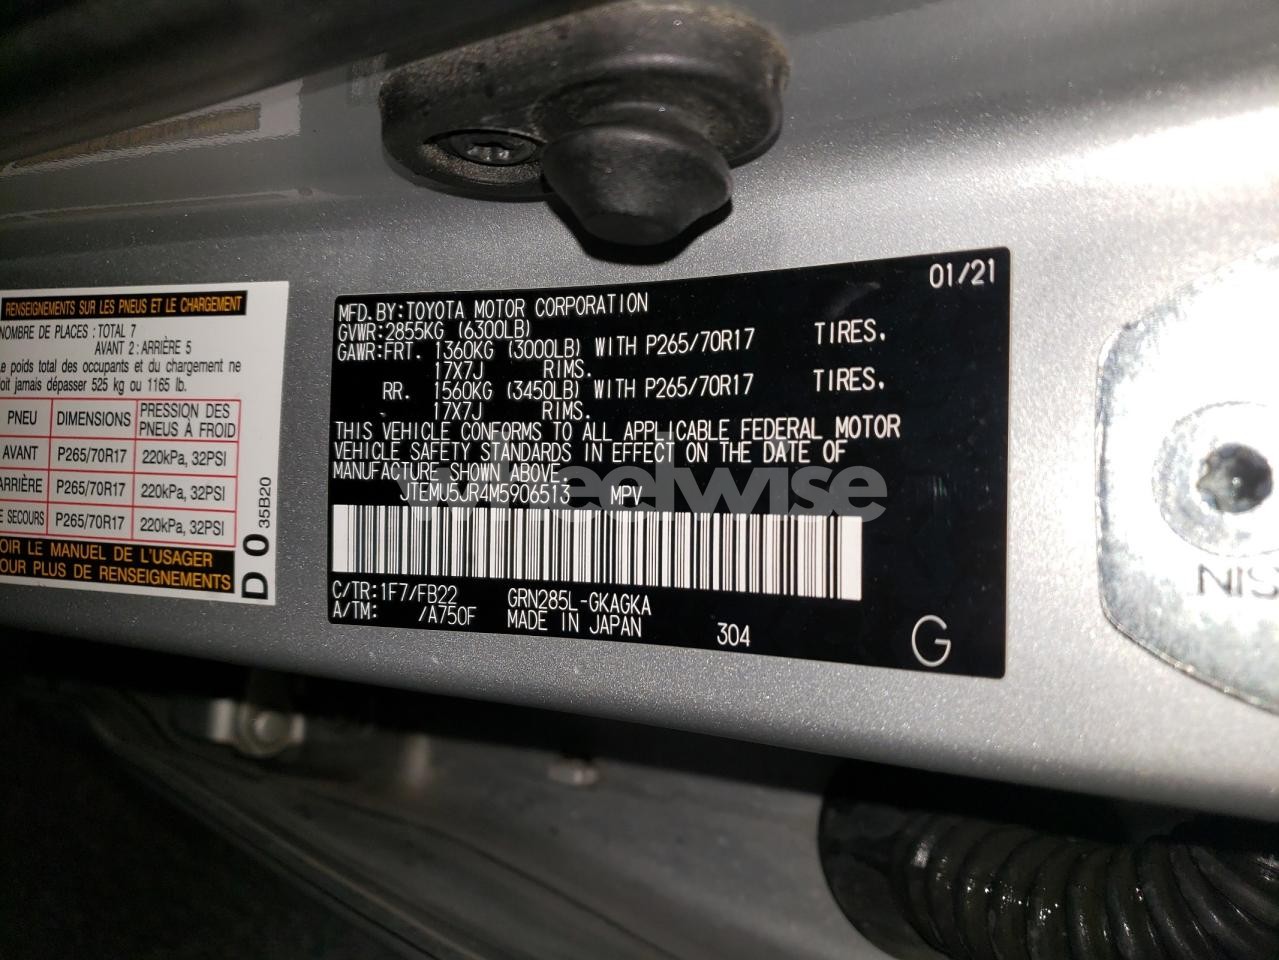 RENSEIGNEMENTS SUR LES PNEUS ET LE CHARGEMENT
NOMBRE DE PLACES : TOTAL 7
AVANT 2 : ARRIÈRE 5
Le poids total des occupants et du chargement ne
doit jamais dépasser 525 kg ou 1165 lb.
PNEU DIMENSIONS PRESSION DES PNEUS À FROID
AVANT P265/70R17 220kPa, 32PSI
ARRIÈRE P265/70R17 220kPa, 32PSI
DE SECOURS P265/70R17 220kPa, 32PSI
VOIR LE MANUEL DE L'USAGER
POUR PLUS DE RENSEIGNEMENTS
D0 35B20
01/21
MFD.BY:TOYOTA MOTOR CORPORATION
GVWR:2855KG (6300LB)
GAWR:FRT. 1360KG (3000LB) WITH P265/70R17 TIRES.
17X7J RIMS.
RR. 1560KG (3450LB) WITH P265/70R17 TIRES.
17X7J RIMS.
THIS VEHICLE CONFORMS TO ALL APPLICABLE FEDERAL MOTOR
VEHICLE SAFETY STANDARDS IN EFFECT ON THE DATE OF
MANUFACTURE SHOWN ABOVE.
JTEMU5JR4M5906513 MPV
C/TR:1F7/FB22 GRN285L-GKAGKA
A/TM: /A750F MADE IN JAPAN 304
G
NIS
wheelwise